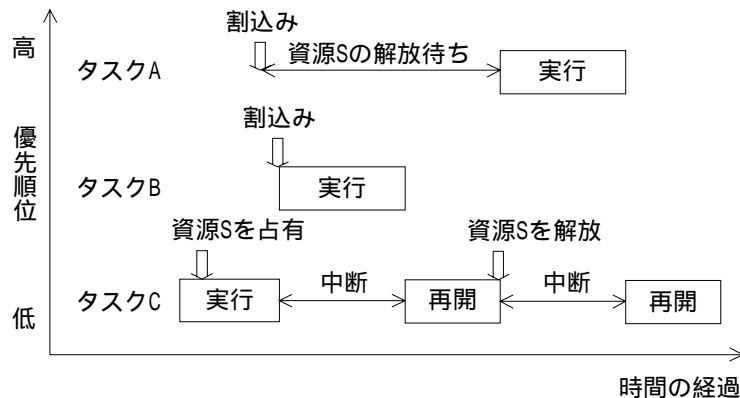 割込み
高
タスクA
資源Sの解放待ち
実行
割込み
優先順位
タスクB
実行
資源Sを占有
資源Sを解放
低
タスクC
実行
中断
再開
中断
再開
時間の経過